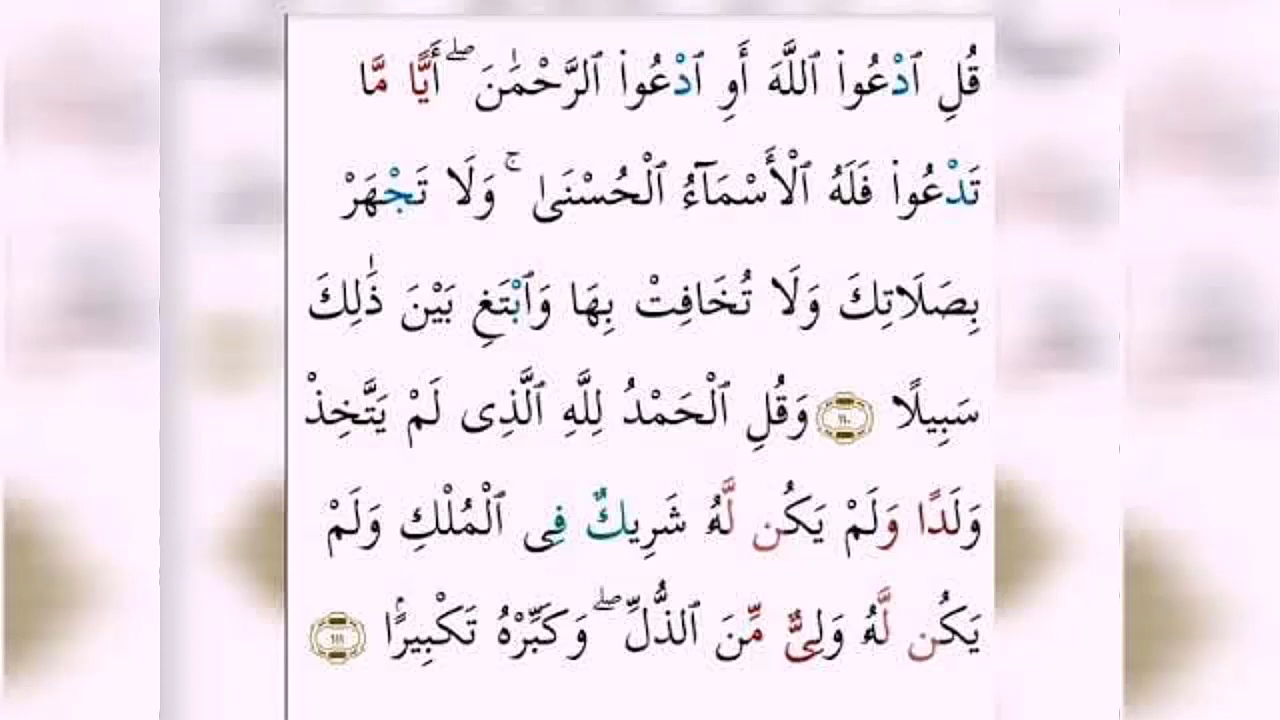 قُلِ ٱدْعُوا۟ ٱللَّهَ أَوِ ٱدْعُوا۟ ٱلرَّحْمَٰنَ ۖ أَيًّا مَّا
تَدْعُوا۟ فَلَهُ ٱلْأَسْمَآءُ ٱلْحُسْنَىٰ ۚ وَلَا تَجْهَرْ
بِصَلَاتِكَ وَلَا تُخَافِتْ بِهَا وَٱبْتَغِ بَيْنَ ذَٰلِكَ
سَبِيلًا ١١٠ وَقُلِ ٱلْحَمْدُ لِلَّهِ ٱلَّذِى لَمْ يَتَّخِذْ
وَلَدًا وَلَمْ يَكُن لَّهُ شَرِيكٌ فِى ٱلْمُلْكِ وَلَمْ
يَكُن لَّهُ وَلِىٌّ مِّنَ ٱلذُّلِّ ۖ وَكَبِّرْهُ تَكْبِيرًۢا ١١١